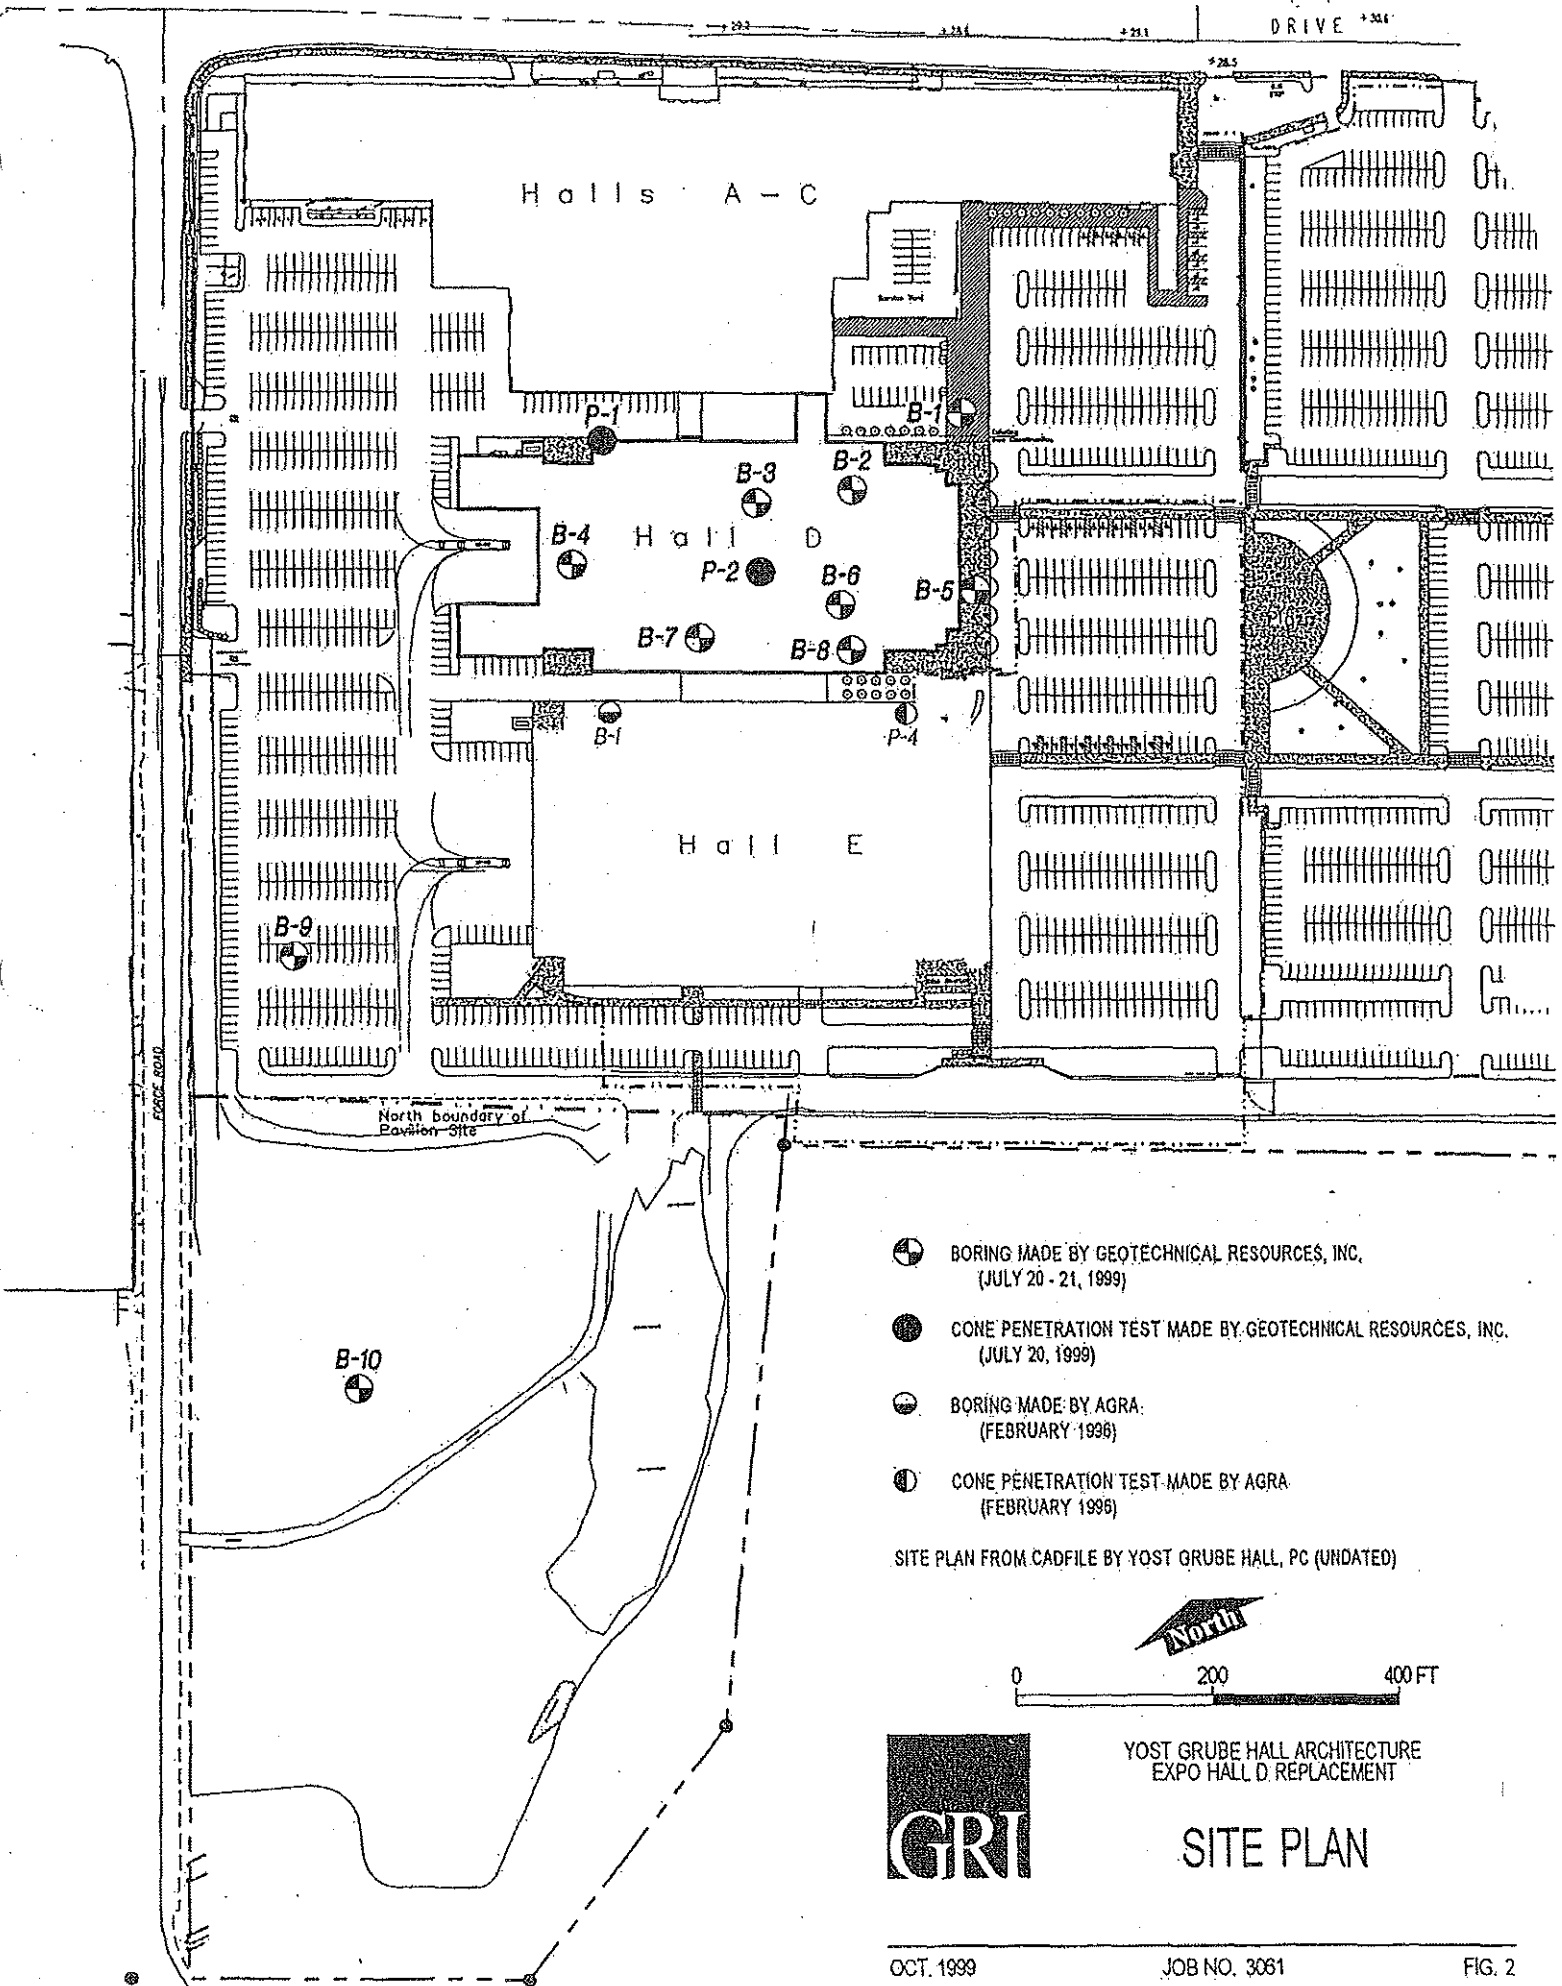 DRIVE
Halls A-C
P-1
B-1
B-3
B-2
B-4
Hall D
P-2
B-6
B-5
B-7
B-8
B-1
P-4
Hall E
B-9
FORCE ROAD
North boundary of
Pavilion Site
BORING MADE BY GEOTECHNICAL RESOURCES, INC.
(JULY 20 - 21, 1999)
CONE PENETRATION TEST MADE BY GEOTECHNICAL RESOURCES, INC.
(JULY 20, 1999)
B-10
BORING MADE BY AGRA
(FEBRUARY 1996)
CONE PENETRATION TEST MADE BY AGRA
(FEBRUARY 1996)
SITE PLAN FROM CADFILE BY YOST GRUBE HALL, PC (UNDATED)
North
0 200 400 FT
GRI
YOST GRUBE HALL ARCHITECTURE
EXPO HALL D REPLACEMENT
SITE PLAN
OCT. 1999 JOB NO. 3061 FIG. 2